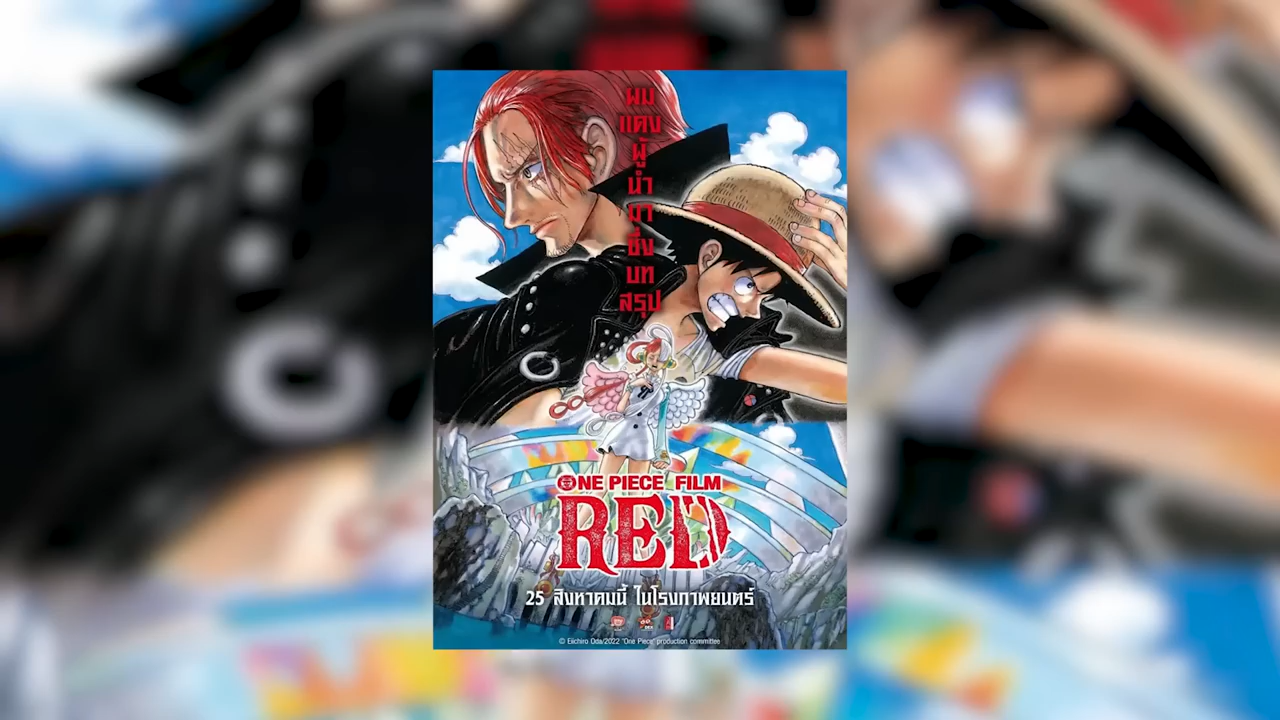 ผม
แดง
ผู้
นำ
มา
ซึ่ง
บท
สรุป
ONE PIECE FILM
RED
25 สิงหาคมนี้ ในโรงภาพยนตร์
© Eiichiro Oda/2022 "One Piece" production committee